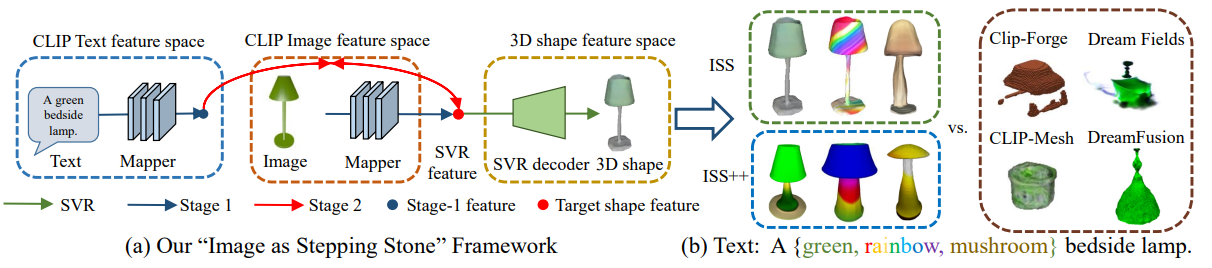 CLIP Text feature space
CLIP Image feature space
3D shape feature space
A green
bedside
lamp.
Text
Mapper
Image
Mapper
SVR
feature
SVR decoder
3D shape
SVR
Stage 1
Stage 2
Stage-1 feature
Target shape feature
(a) Our “Image as Stepping Stone” Framework
ISS
ISS++
vs.
Clip-Forge
Dream Fields
CLIP-Mesh
DreamFusion
(b) Text: A {green, rainbow, mushroom} bedside lamp.